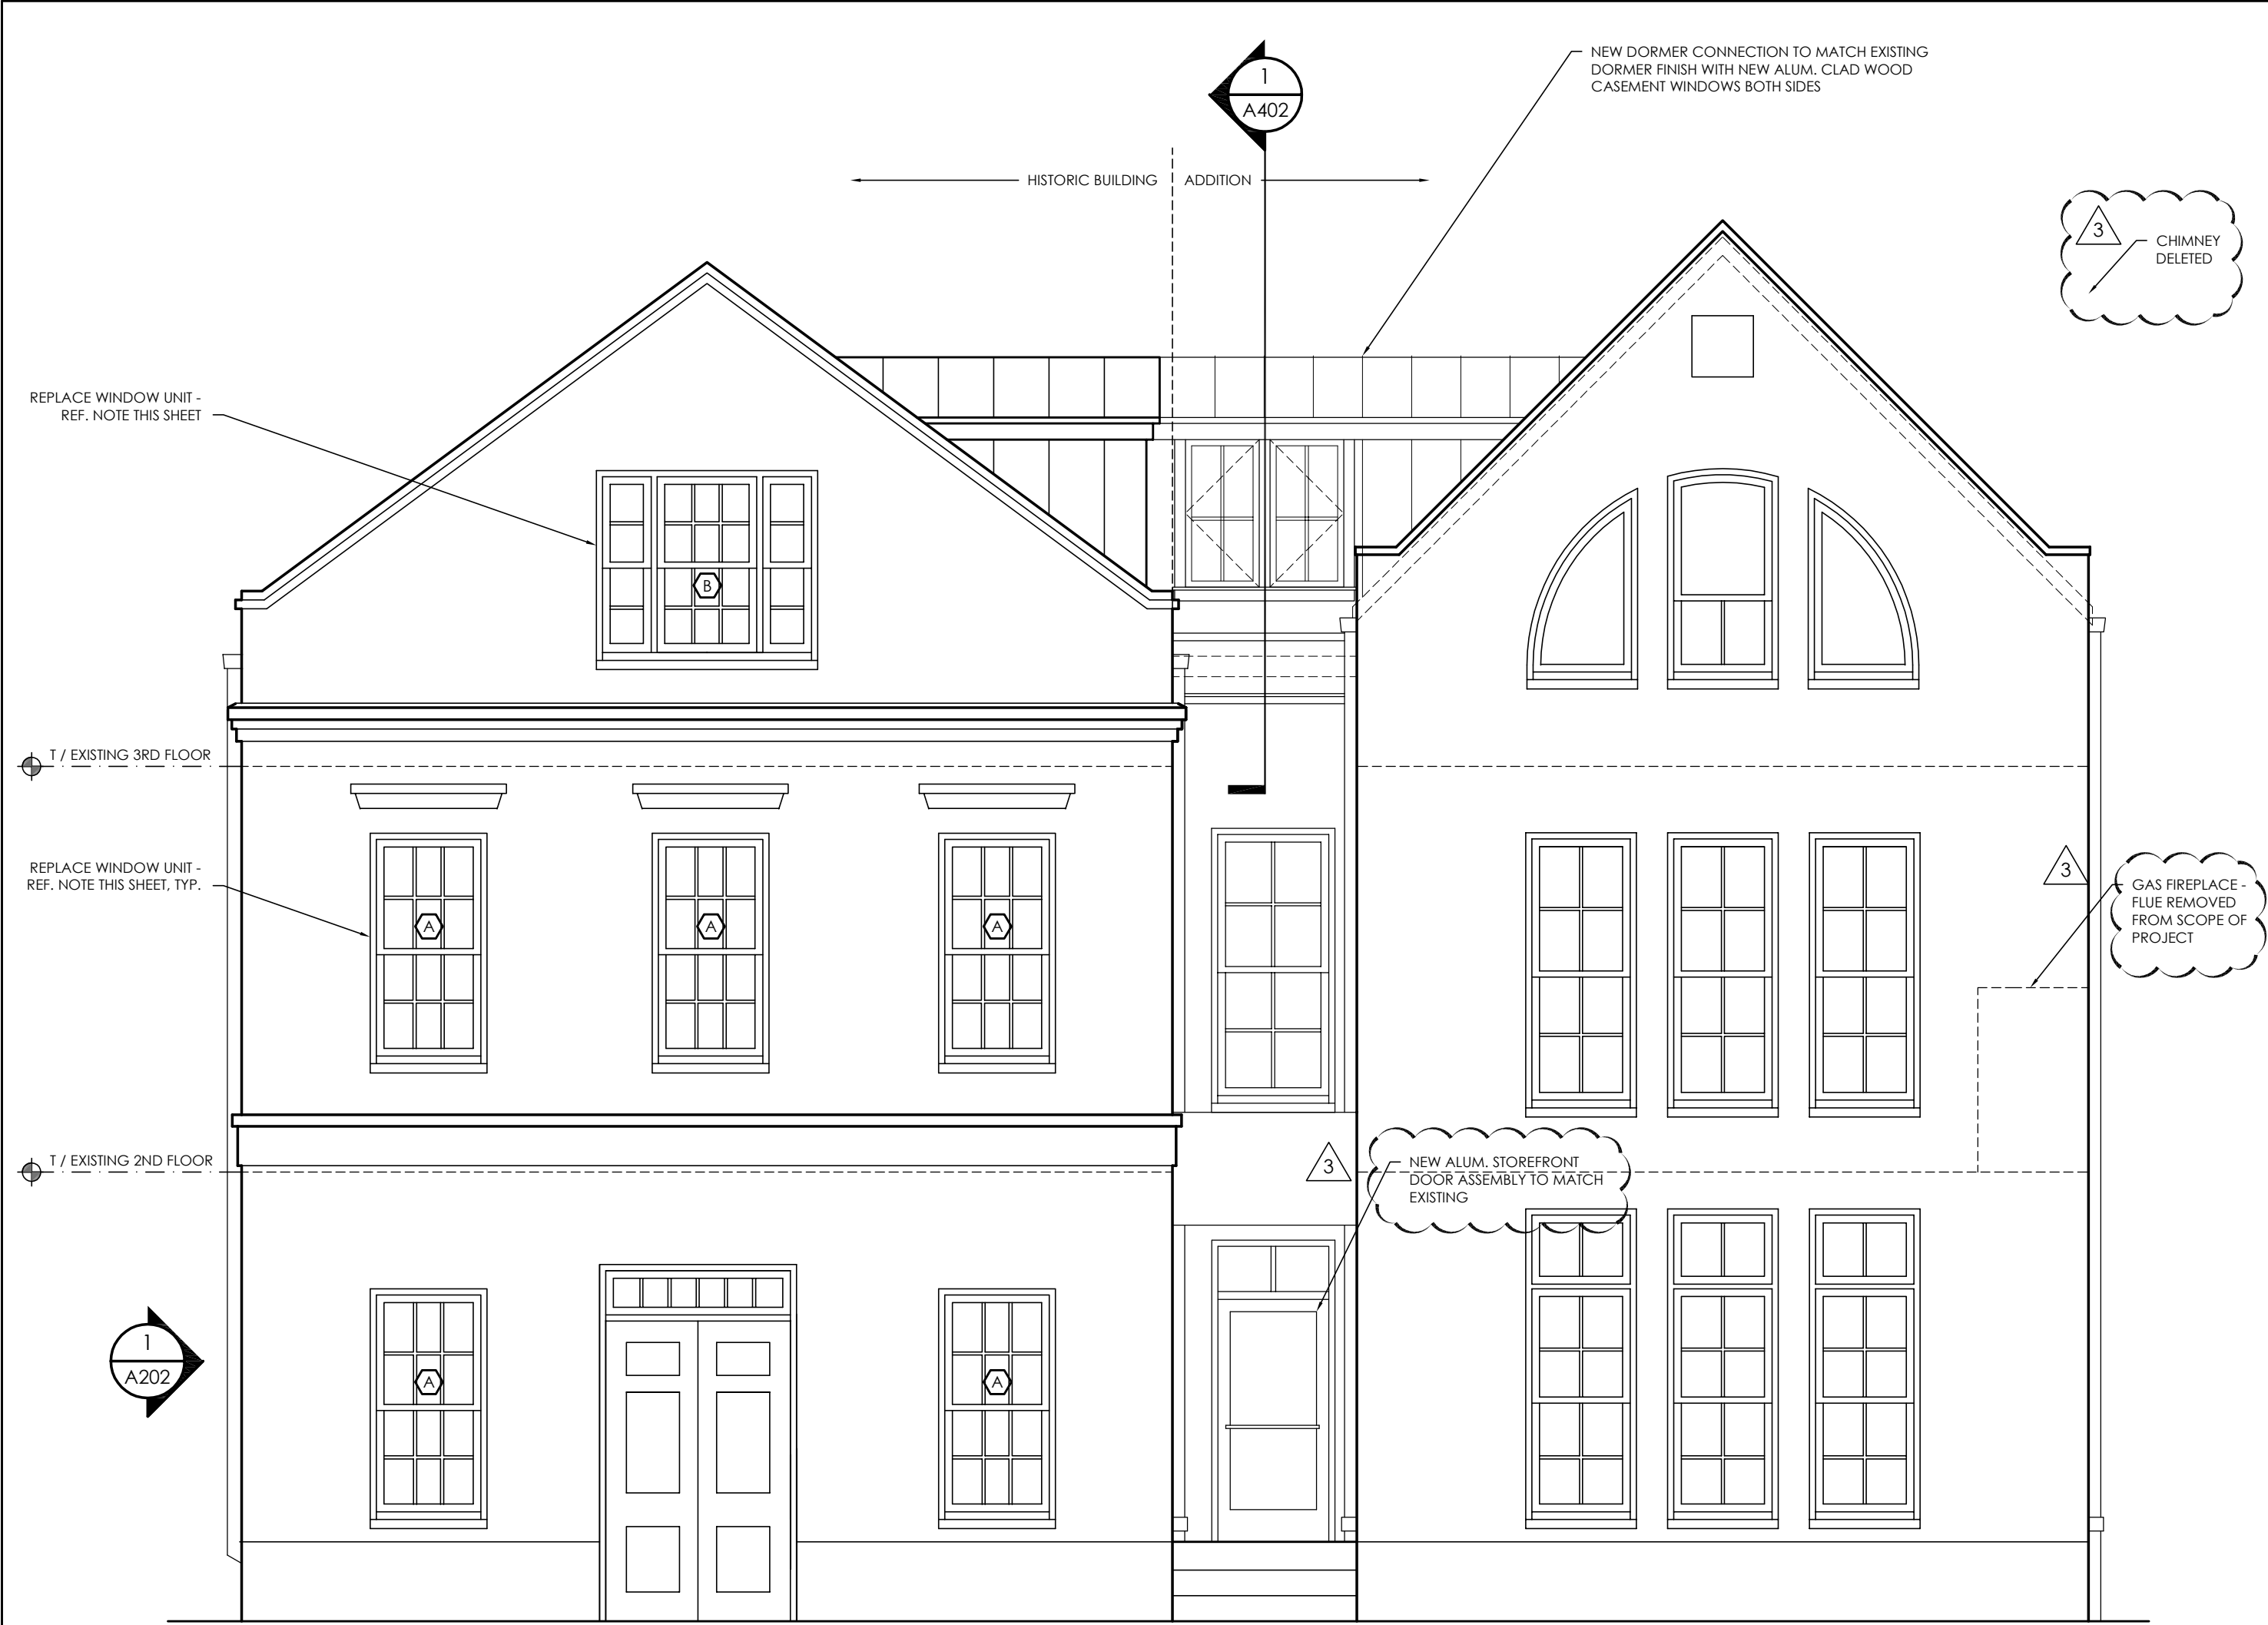 NEW DORMER CONNECTION TO MATCH EXISTING
DORMER FINISH WITH NEW ALUM. CLAD WOOD
CASEMENT WINDOWS BOTH SIDES
1
A402
HISTORIC BUILDING
ADDITION
3
CHIMNEY
DELETED
REPLACE WINDOW UNIT -
REF. NOTE THIS SHEET
B
T / EXISTING 3RD FLOOR
REPLACE WINDOW UNIT -
REF. NOTE THIS SHEET, TYP.
A
A
A
3
GAS FIREPLACE -
FLUE REMOVED
FROM SCOPE OF
PROJECT
T / EXISTING 2ND FLOOR
3
NEW ALUM. STOREFRONT
DOOR ASSEMBLY TO MATCH
EXISTING
1
A202
A
A